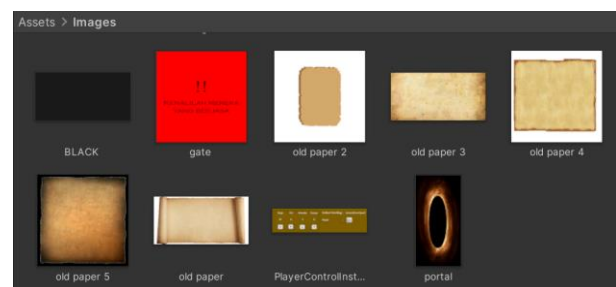 Assets > Images
BLACK
gate
old paper 2
old paper 3
old paper 4
old paper 5
old paper
PlayerControlInst...
portal
!!